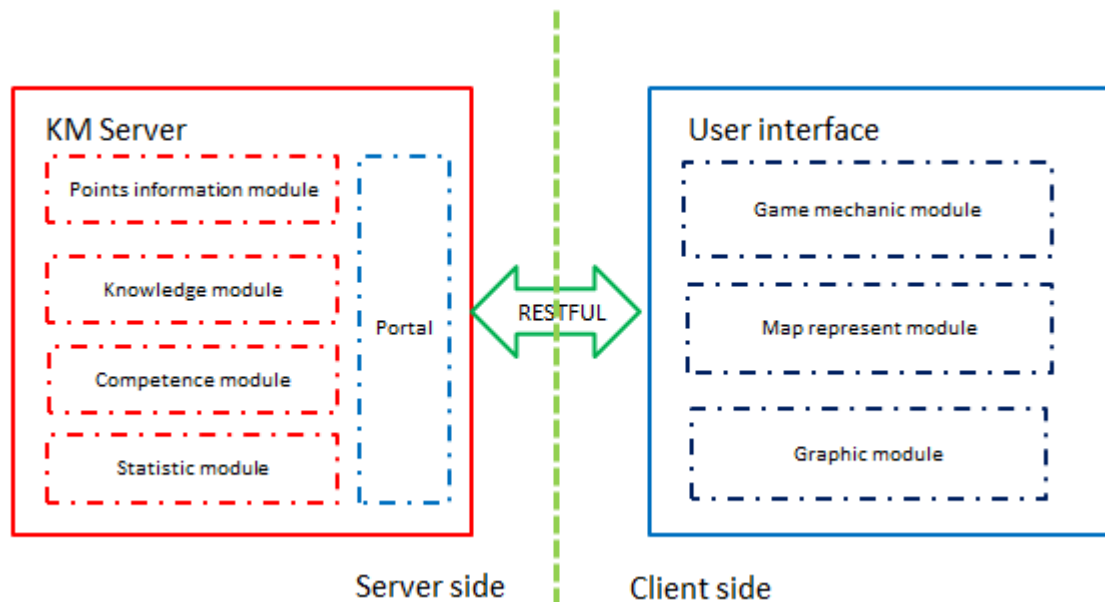 KM Server
Points information module
Knowledge module
Competence module
Statistic module
Portal
RESTFUL
User interface
Game mechanic module
Map represent module
Graphic module
Server side
Client side